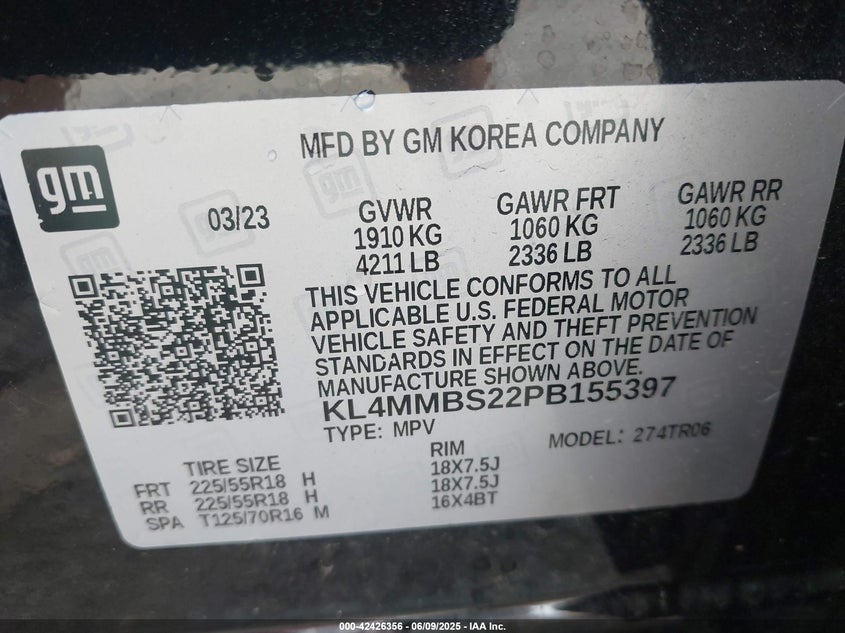 gm
MFD BY GM KOREA COMPANY
03/23
GVWR
1910 KG
4211 LB
GAWR FRT
1060 KG
2336 LB
GAWR RR
1060 KG
2336 LB
THIS VEHICLE CONFORMS TO ALL
APPLICABLE U.S. FEDERAL MOTOR
VEHICLE SAFETY AND THEFT PREVENTION
STANDARDS IN EFFECT ON THE DATE OF
MANUFACTURE SHOWN ABOVE.
KL4MMBS22PB155397
TYPE: MPV
MODEL: 274TR06
TIRE SIZE RIM
FRT 225/55R18 H 18X7.5J
RR 225/55R18 H 18X7.5J
SPA T125/70R16 M 16X4BT
000-42426356 - 06/09/2025 - IAA Inc.